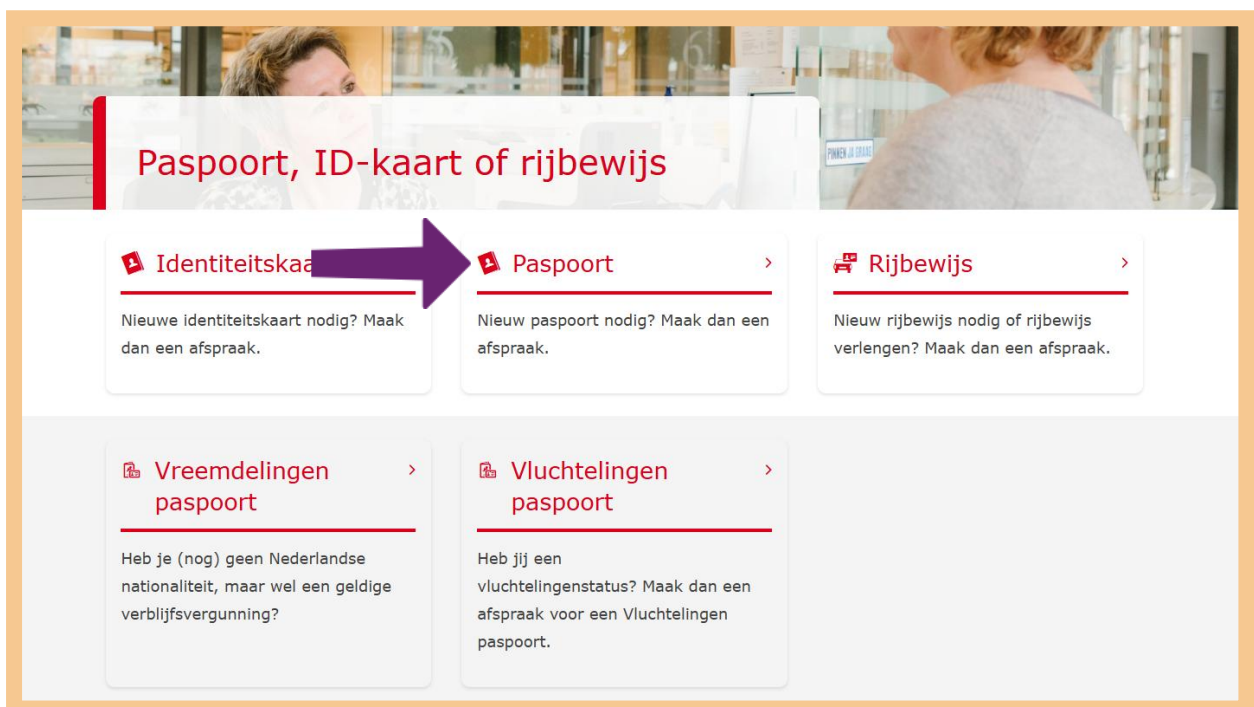 PINNEN JA GRAAG
Paspoort, ID-kaart of rijbewijs
Identiteitskaa
Paspoort
Rijbewijs
Nieuwe identiteitskaart nodig? Maak
dan een afspraak.
Nieuw paspoort nodig? Maak dan een
afspraak.
Nieuw rijbewijs nodig of rijbewijs
verlengen? Maak dan een afspraak.
Vreemdelingen
paspoort
Vluchtelingen
paspoort
Heb je (nog) geen Nederlandse
nationaliteit, maar wel een geldige
verblijfsvergunning?
Heb jij een
vluchtelingenstatus? Maak dan een
afspraak voor een Vluchtelingen
paspoort.